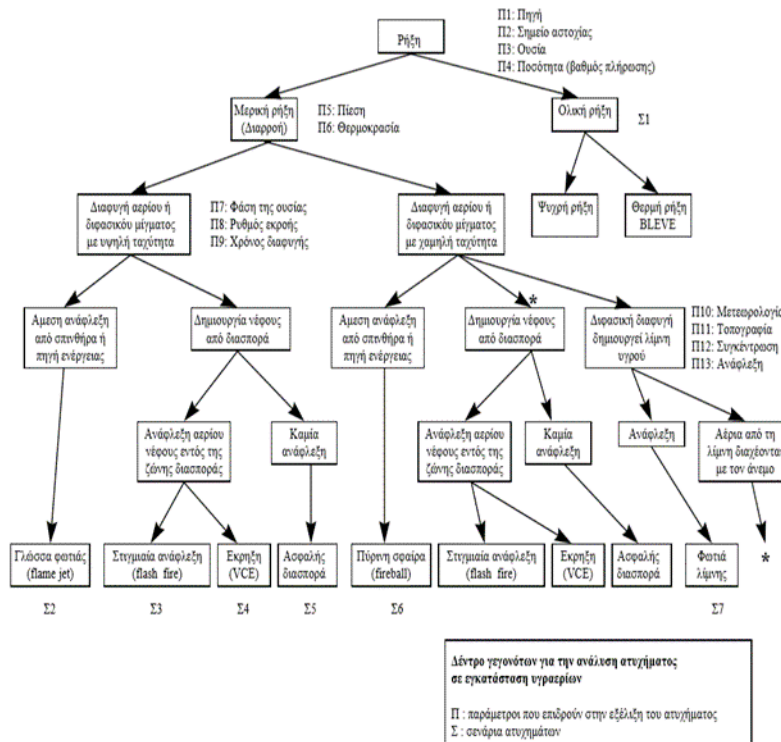 Ρήξη
Π1: Πηγή
Π2: Σημείο αστοχίας
Π3: Ουσία
Π4: Ποσότητα (βαθμός πλήρωσης)
Μερική ρήξη
(Διαρροή)
Π5: Πίεση
Π6: Θερμοκρασία
Ολική ρήξη
Σ1
Διαφυγή αερίου ή
διφασικού μίγματος
με υψηλή ταχύτητα
Π7: Φάση της ουσίας
Π8: Ρυθμός εκροής
Π9: Χρόνος διαφυγής
Διαφυγή αερίου ή
διφασικού μίγματος
με χαμηλή ταχύτητα
Ψυχρή ρήξη
Θερμή ρήξη
BLEVE
Αμεση ανάφλεξη
από σπινθήρα ή
πηγή ενέργειας
Δημιουργία νέφους
από διασπορά
Αμεση ανάφλεξη
από σπινθήρα ή
πηγή ενέργειας
*
Δημιουργία νέφους
από διασπορά
Διφασική διαφυγή
δημιουργεί λίμνη
υγρού
Π10: Μετεωρολογία
Π11: Τοπογραφία
Π12: Συγκέντρωση
Π13: Ανάφλεξη
Ανάφλεξη αερίου
νέφους εντός της
ζώνης διασποράς
Καμία
ανάφλεξη
Ανάφλεξη αερίου
νέφους εντός της
ζώνης διασποράς
Καμία
ανάφλεξη
Ανάφλεξη
Αέρια από τη
λίμνη διαχέονται
με τον άνεμο
Γλώσσα φωτιάς
(flame jet)
Στιγμιαία ανάφλεξη
(flash fire)
Εκρηξη
(VCE)
Ασφαλής
διασπορά
Πύρινη σφαίρα
(fireball)
Στιγμιαία ανάφλεξη
(flash fire)
Εκρηξη
(VCE)
Ασφαλής
διασπορά
Φωτιά
λίμνης
*
Σ2
Σ3
Σ4
Σ5
Σ6
Σ7
Δέντρο γεγονότων για την ανάλυση ατυχήματος
σε εγκατάσταση υγραερίων
Π : παράμετροι που επιδρούν στην εξέλιξη του ατυχήματος
Σ : σενάρια ατυχημάτων